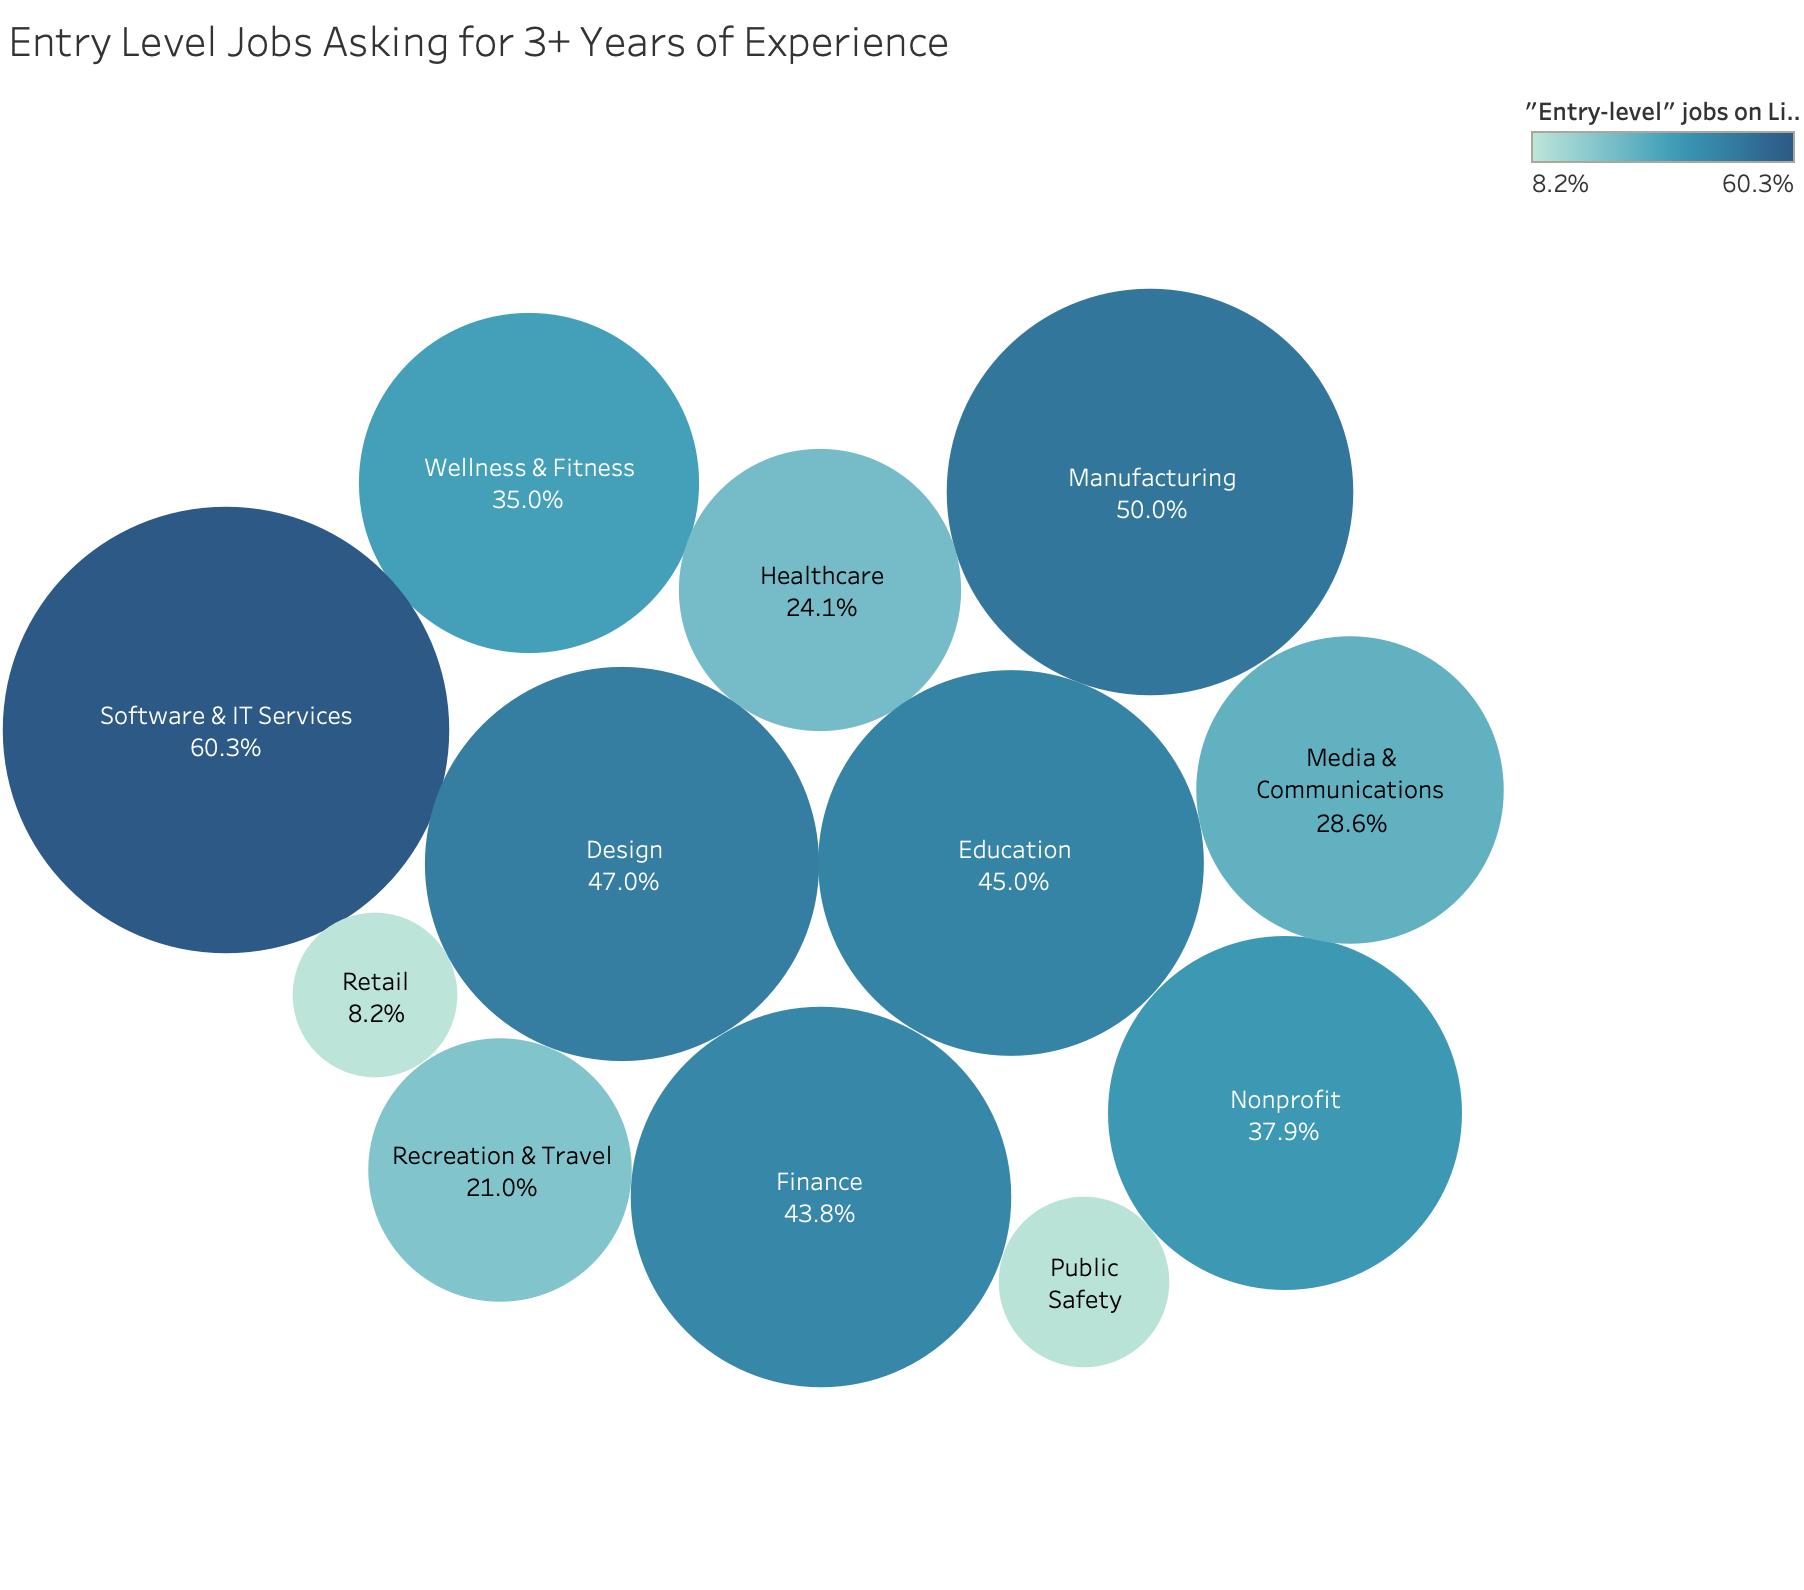 Entry Level Jobs Asking for 3+ Years of Experience
"Entry-level" jobs on Li..
8.2% 60.3%
Wellness & Fitness
35.0%
Manufacturing
50.0%
Healthcare
24.1%
Software & IT Services
60.3%
Media &
Communications
28.6%
Design
47.0%
Education
45.0%
Retail
8.2%
Nonprofit
37.9%
Recreation & Travel
21.0%
Finance
43.8%
Public
Safety